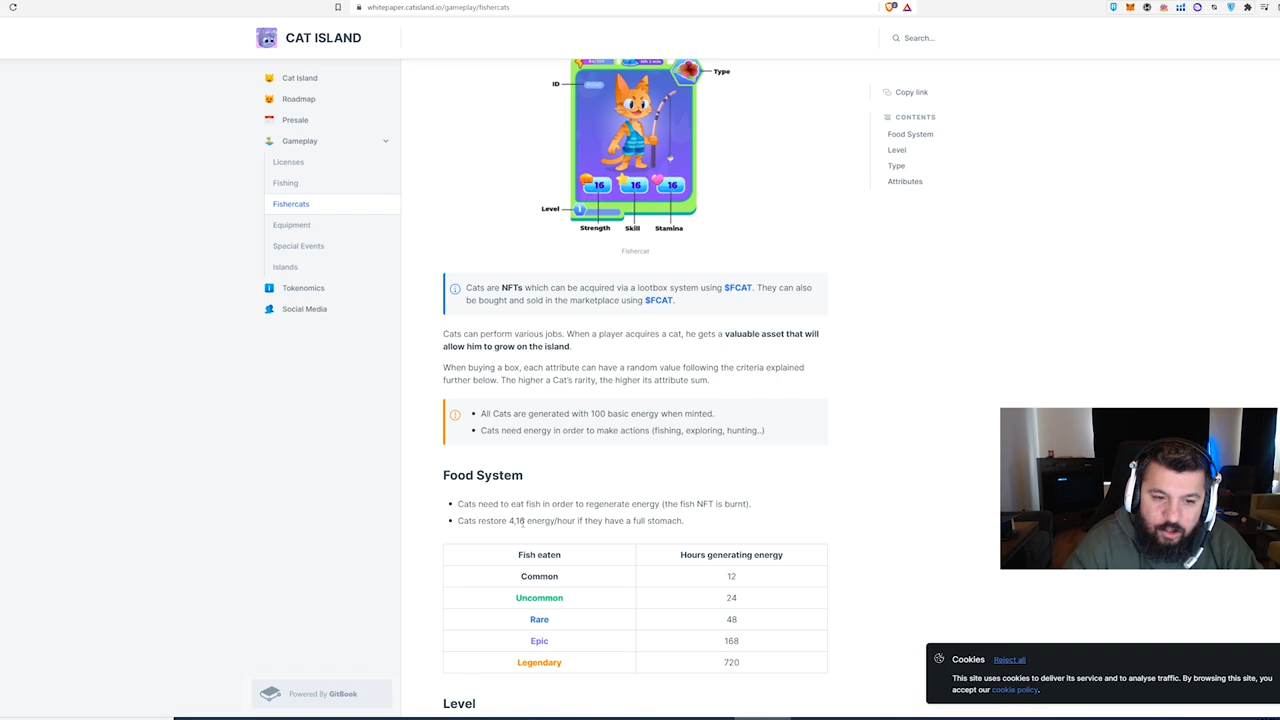 whitepaper.catisland.io/gameplay/fishercats
CAT ISLAND
Search...
Cat Island
Roadmap
Presale
Gameplay
Licenses
Fishing
Fishercats
Equipment
Special Events
Islands
Tokenomics
Social Media
Powered By GitBook
ID
Type
16 16 16
Level
1
Strength Skill Stamina
Fishercat
Cats are NFTs which can be acquired via a lootbox system using $FCAT. They can also
be bought and sold in the marketplace using $FCAT.
Cats can perform various jobs. When a player acquires a cat, he gets a valuable asset that will
allow him to grow on the island.
When buying a box, each attribute can have a random value following the criteria explained
further below. The higher a Cat's rarity, the higher its attribute sum.
• All Cats are generated with 100 basic energy when minted.
• Cats need energy in order to make actions (fishing, exploring, hunting..)
Food System
• Cats need to eat fish in order to regenerate energy (the fish NFT is burnt).
• Cats restore 4,16 energy/hour if they have a full stomach.
Fish eaten Hours generating energy
Common 12
Uncommon 24
Rare 48
Epic 168
Legendary 720
Level
Copy link
CONTENTS
Food System
Level
Type
Attributes
Cookies Reject all
This site uses cookies to deliver its service and to analyse traffic. By browsing this site, you
accept our cookie policy.